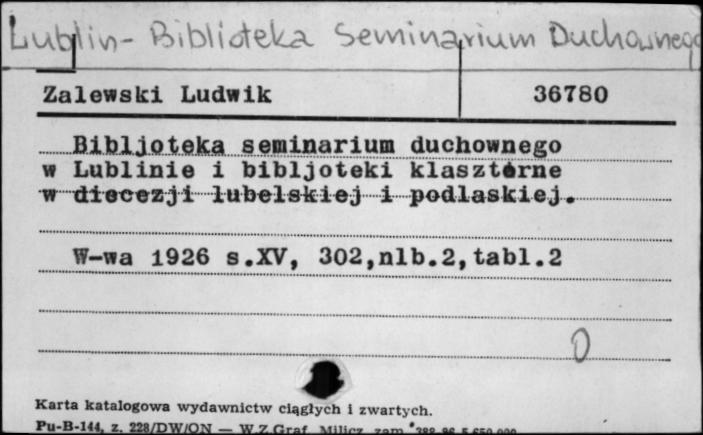 Lublin - Biblioteka Seminarium Duchownego
Zalewski Ludwik 36780
Bibljoteka seminarium duchownego
w Lublinie i bibljoteki klasztorne
w diecezji lubelskiej i podlaskiej.
W-wa 1926 s.XV, 302,nlb.2,tabl.2
0
Karta katalogowa wydawnictw ciągłych i zwartych.
Pu-B-144, z. 228/DW/ON — W.Z.Graf. Milicz zam